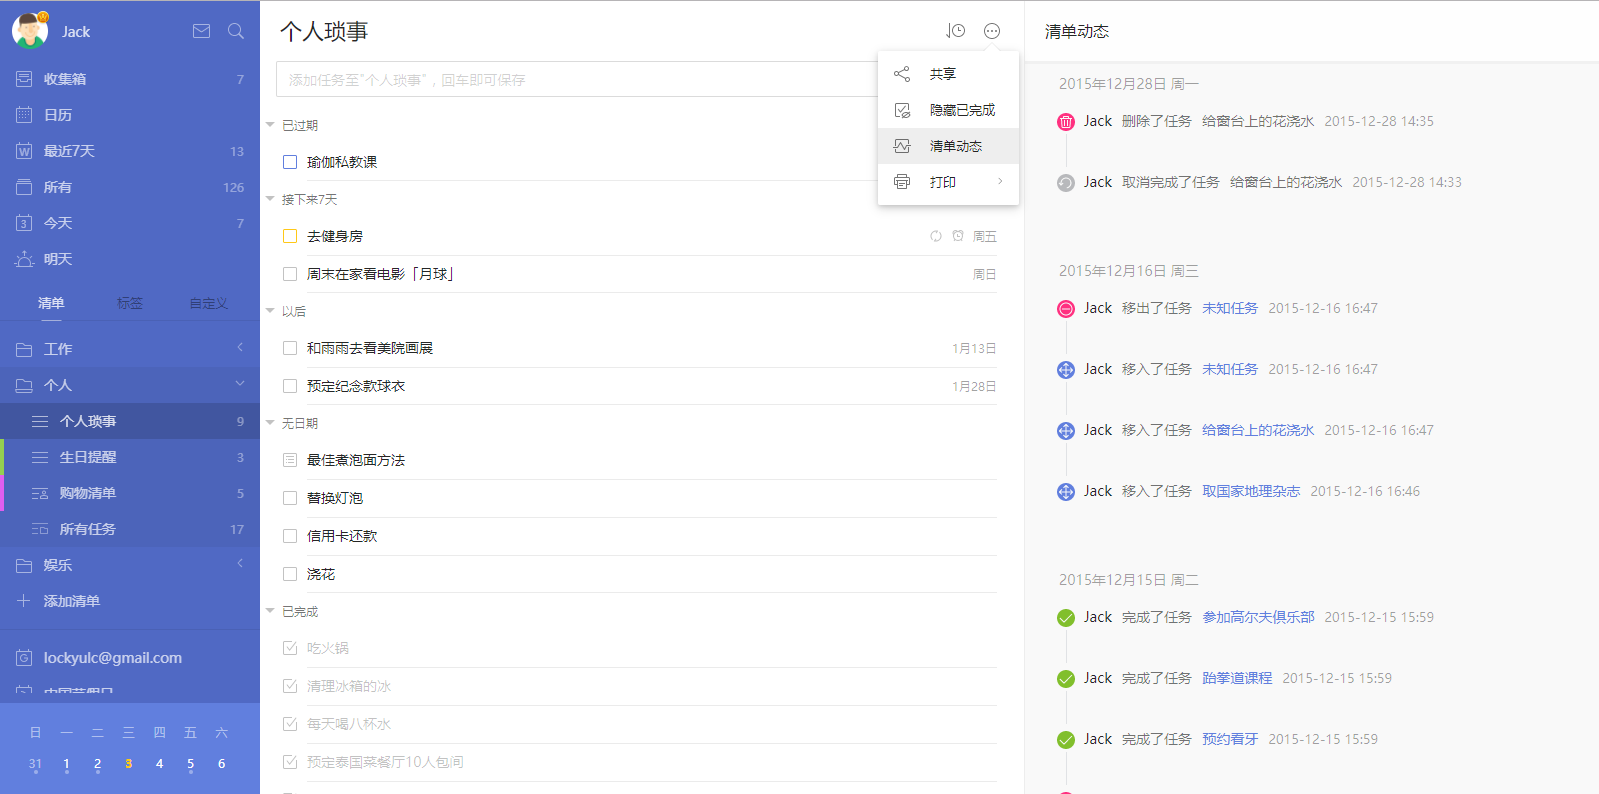 Jack
收集箱 7
日历
最近7天 13
所有 126
今天 7
明天
清单 标签 自定义
工作
个人
个人琐事 9
生日提醒 3
购物清单 5
所有任务 17
娱乐
添加清单
lockyulc@gmail.com
日 一 二 三 四 五 六
31 1 2 3 4 5 6
个人琐事
添加任务至"个人琐事"，回车即可保存
共享
隐藏已完成
清单动态
打印
已过期
瑜伽私教课
接下来7天
去健身房 周五
周末在家看电影「月球」 周日
以后
和雨雨去看美院画展 1月13日
预定纪念款球衣 1月28日
无日期
最佳煮泡面方法
替换灯泡
信用卡还款
浇花
已完成
吃火锅
清理冰箱的冰
每天喝八杯水
预定泰国菜餐厅10人包间
清单动态
2015年12月28日 周一
Jack 删除了任务 给窗台上的花浇水 2015-12-28 14:35
Jack 取消完成了任务 给窗台上的花浇水 2015-12-28 14:33
2015年12月16日 周三
Jack 移出了任务 未知任务 2015-12-16 16:47
Jack 移入了任务 未知任务 2015-12-16 16:47
Jack 移入了任务 给窗台上的花浇水 2015-12-16 16:47
Jack 移入了任务 取国家地理杂志 2015-12-16 16:46
2015年12月15日 周二
Jack 完成了任务 参加高尔夫俱乐部 2015-12-15 15:59
Jack 完成了任务 跆拳道课程 2015-12-15 15:59
Jack 完成了任务 预约看牙 2015-12-15 15:59